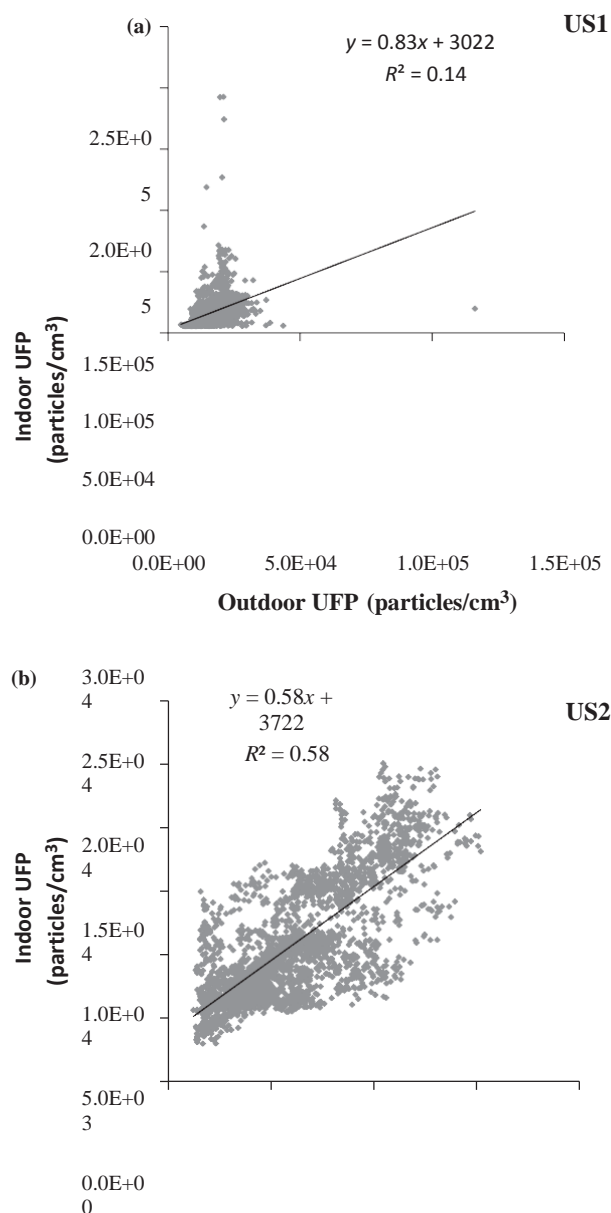 (a)
US1
y = 0.83x + 3022
R² = 0.14
2.5E+0
5
2.0E+0
5
1.5E+05
1.0E+05
5.0E+04
0.0E+00
Indoor UFP
(particles/cm³)
0.0E+00 5.0E+04 1.0E+05 1.5E+05
Outdoor UFP (particles/cm³)
(b)
US2
y = 0.58x +
3722
R² = 0.58
3.0E+0
4
2.5E+0
4
2.0E+0
4
1.5E+0
4
1.0E+0
4
5.0E+0
3
0.0E+0
0
Indoor UFP
(particles/cm³)